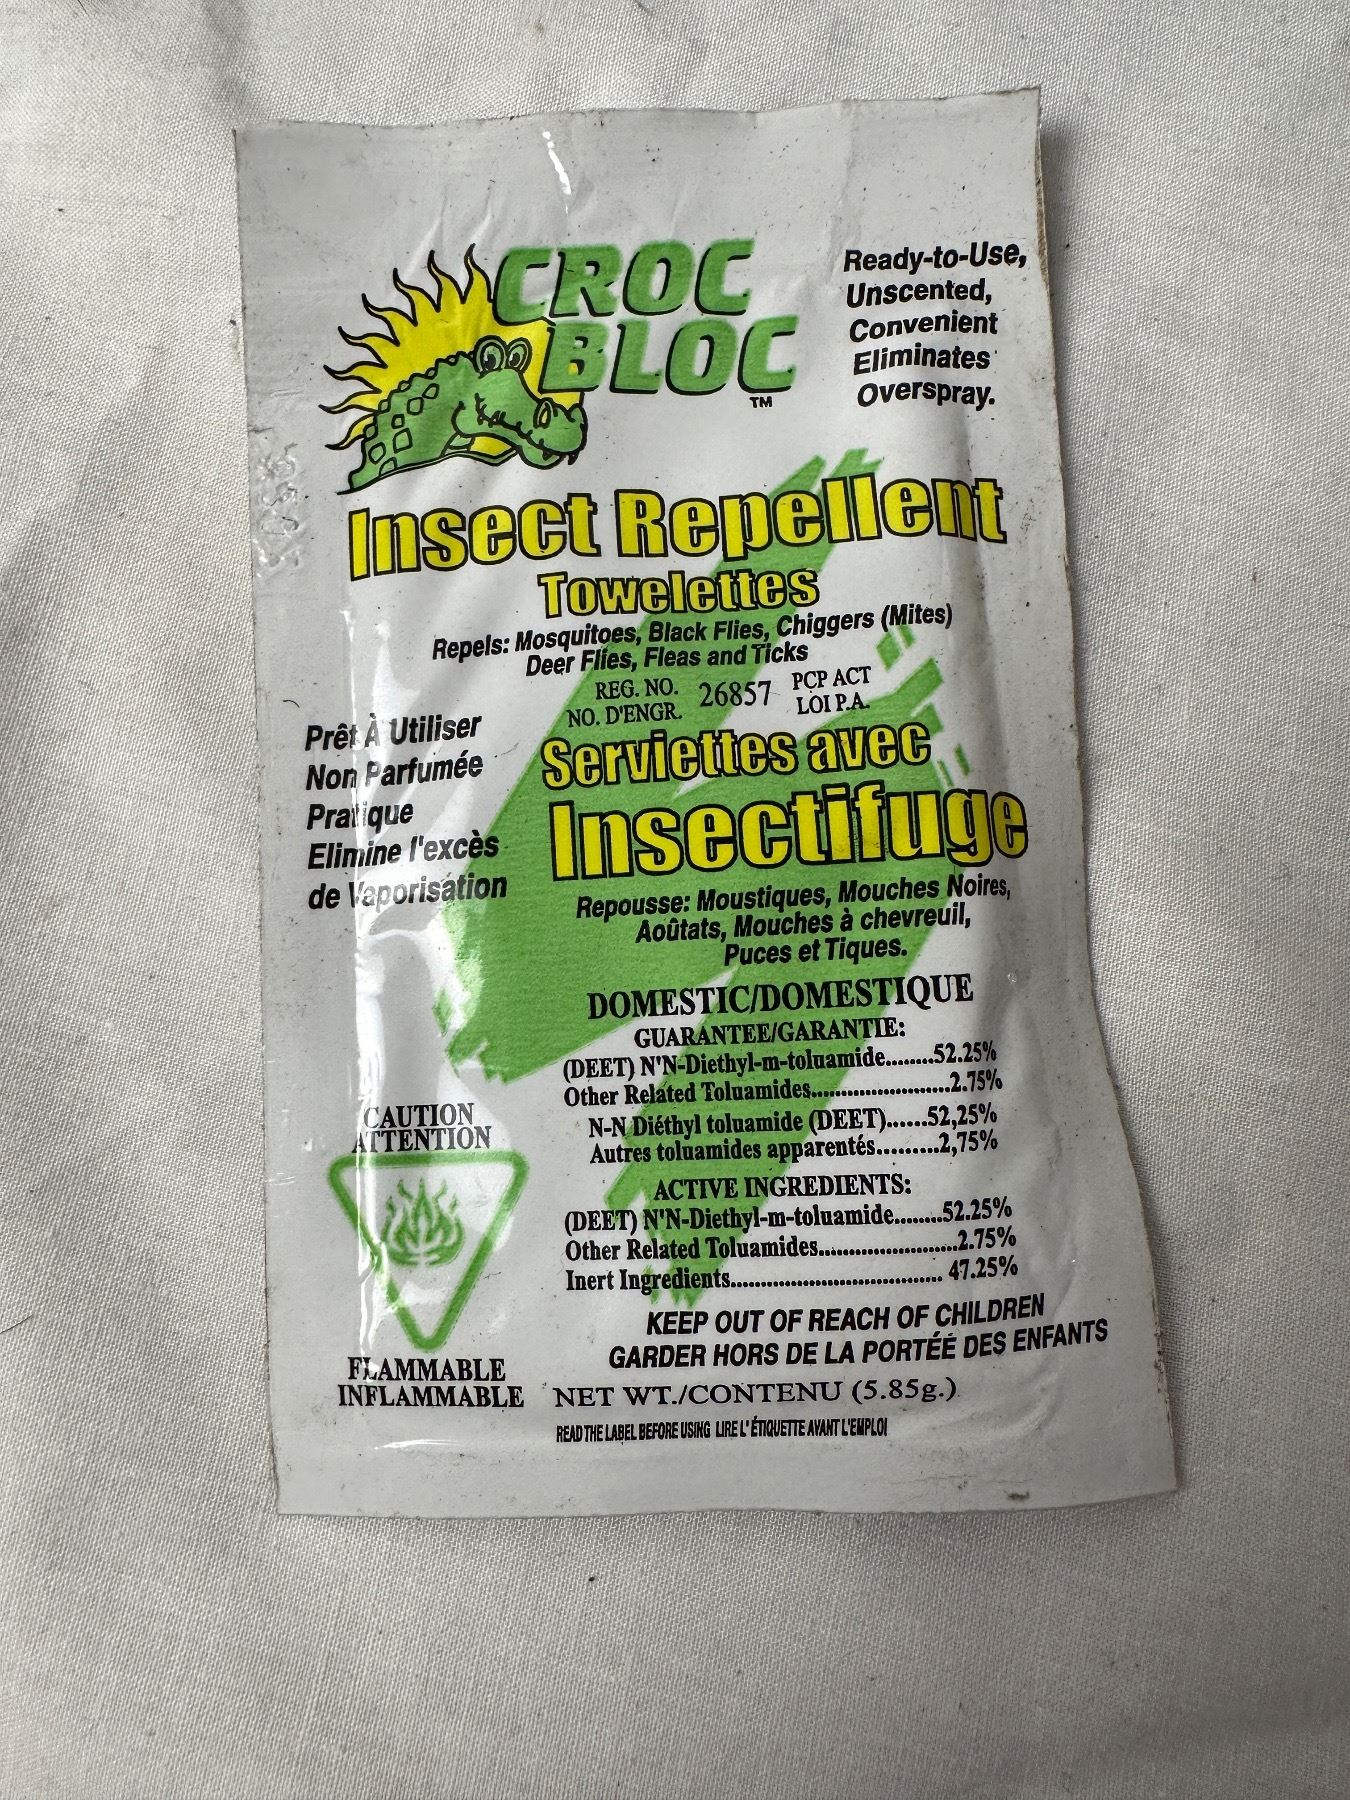 CROC
BLOC
TM
Ready-to-Use,
Unscented,
Convenient
Eliminates
Overspray.
Insect Repellent
Towelettes
Repels: Mosquitoes, Black Flies, Chiggers (Mites)
Deer Flies, Fleas and Ticks
REG. NO. 26857 PCP ACT
NO. D'ENGR. LOI P.A.
Prêt À Utiliser
Non Parfumée
Pratique
Elimine l'excès
de Vaporisation
Serviettes avec
Insectifuge
Repousse: Moustiques, Mouches Noires,
Aoûtats, Mouches à chevreuil,
Puces et Tiques.
DOMESTIC/DOMESTIQUE
GUARANTEE/GARANTIE:
(DEET) N'N-Diethyl-m-toluamide........52.25%
Other Related Toluamides.......................2.75%
N-N Diéthyl toluamide (DEET)......52,25%
Autres toluamides apparentés.........2,75%
ACTIVE INGREDIENTS:
(DEET) N'N-Diethyl-m-toluamide........52.25%
Other Related Toluamides.......................2.75%
Inert Ingredients................................... 47.25%
CAUTION
ATTENTION
FLAMMABLE
INFLAMMABLE
KEEP OUT OF REACH OF CHILDREN
GARDER HORS DE LA PORTÉÉ DES ENFANTS
NET WT./CONTENU (5.85g.)
READ THE LABEL BEFORE USING LIRE L'ÉTIQUETTE AVANT L'EMPLOI